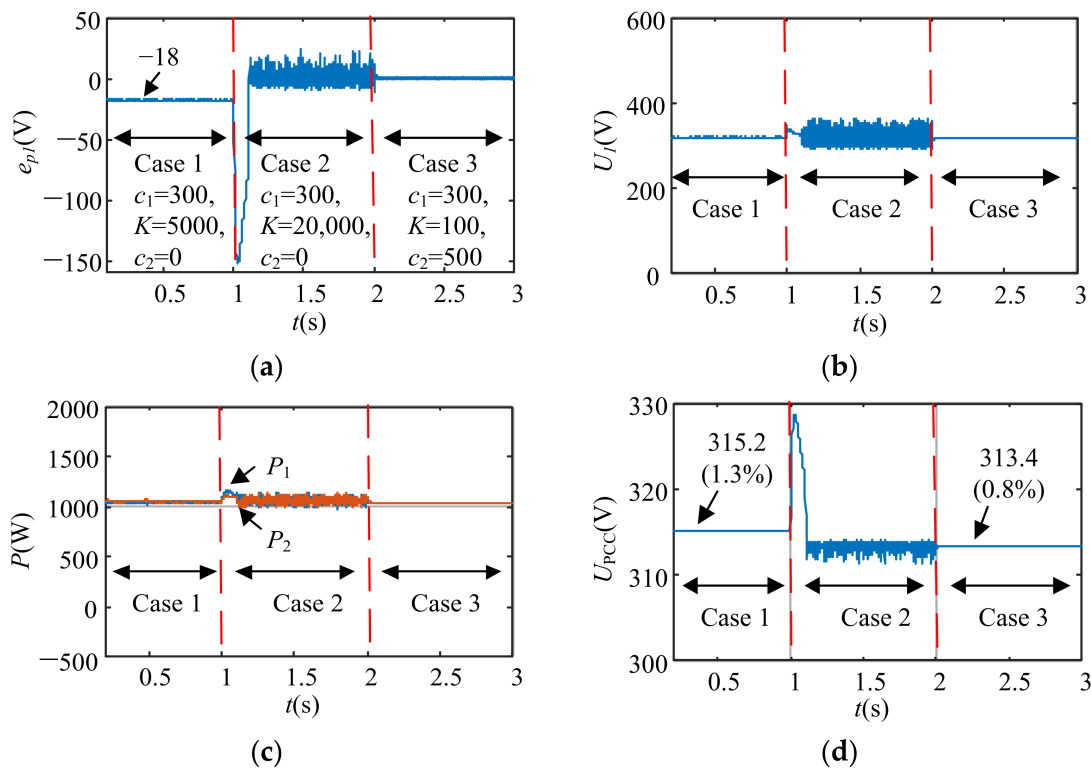 50
0
−50
−100
−150
e_p1(V)
−18
Case 1
c₁=300,
K=5000,
c₂=0
Case 2
c₁=300,
K=20,000,
c₂=0
Case 3
c₁=300,
K=100,
c₂=500
0.5 1 1.5 2 2.5 3
t(s)
(a)
600
400
200
0
U₁(V)
Case 1 Case 2 Case 3
0.5 1 1.5 2 2.5 3
t(s)
(b)
2000
1500
1000
500
0
−500
P(W)
P₁
P₂
Case 1 Case 2 Case 3
0.5 1 1.5 2 2.5 3
t(s)
(c)
330
320
310
300
U_PCC(V)
315.2
(1.3%)
313.4
(0.8%)
Case 1 Case 2 Case 3
0.5 1 1.5 2 2.5 3
t(s)
(d)